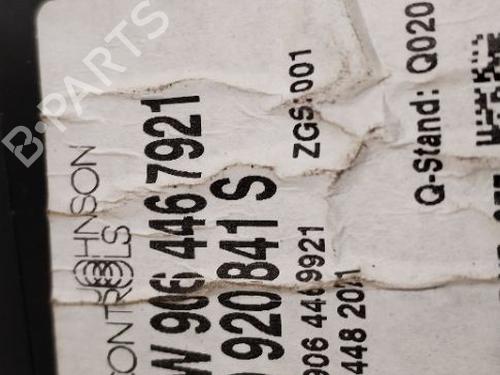 JOHNSON
CONTROLS
W 906 446 7921
920 841 S
ZGS: 001
906 446 9921
448 20
Q-Stand: Q020
B-PARTS